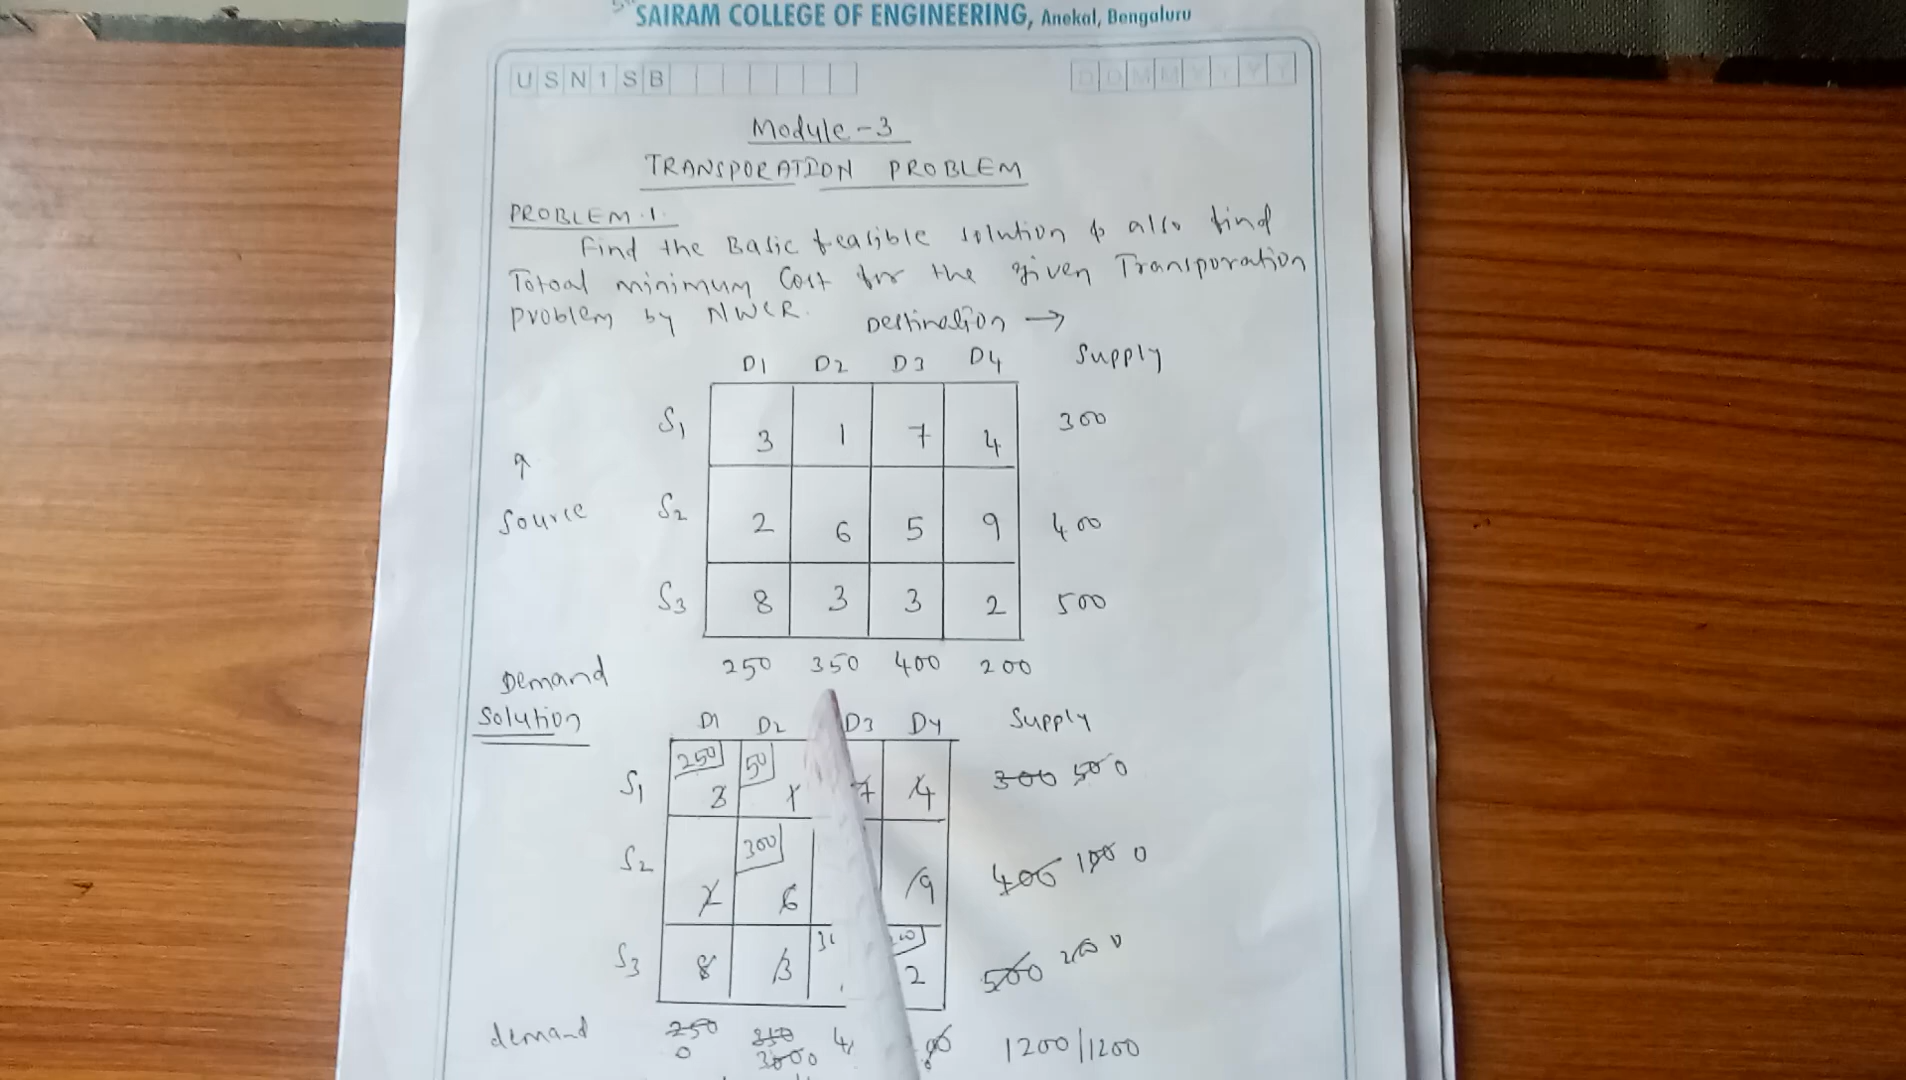 SAIRAM COLLEGE OF ENGINEERING, Anekal, Bengaluru
USN1SB
DDMMYYYY
Module-3
TRANSPORATION PROBLEM
PROBLEM.1.
Find the Basic feasible solution & also find
Totoal minimum Cost for the given Transporation
problem by NWCR.
Destination →
D1 D2 D3 D4 Supply
S1 3 1 7 4 300
↑
Source S2 2 6 5 9 400
S3 8 3 3 2 500
Demand 250 350 400 200
Solution
D1 D2 D3 D4 Supply
250 50
S1 3 1 7 4 300 50 0
300
S2 2 6 9 400 100 0
S3 8 3 2 500 200 0
demand 250 350 1200/1200
0 300 0